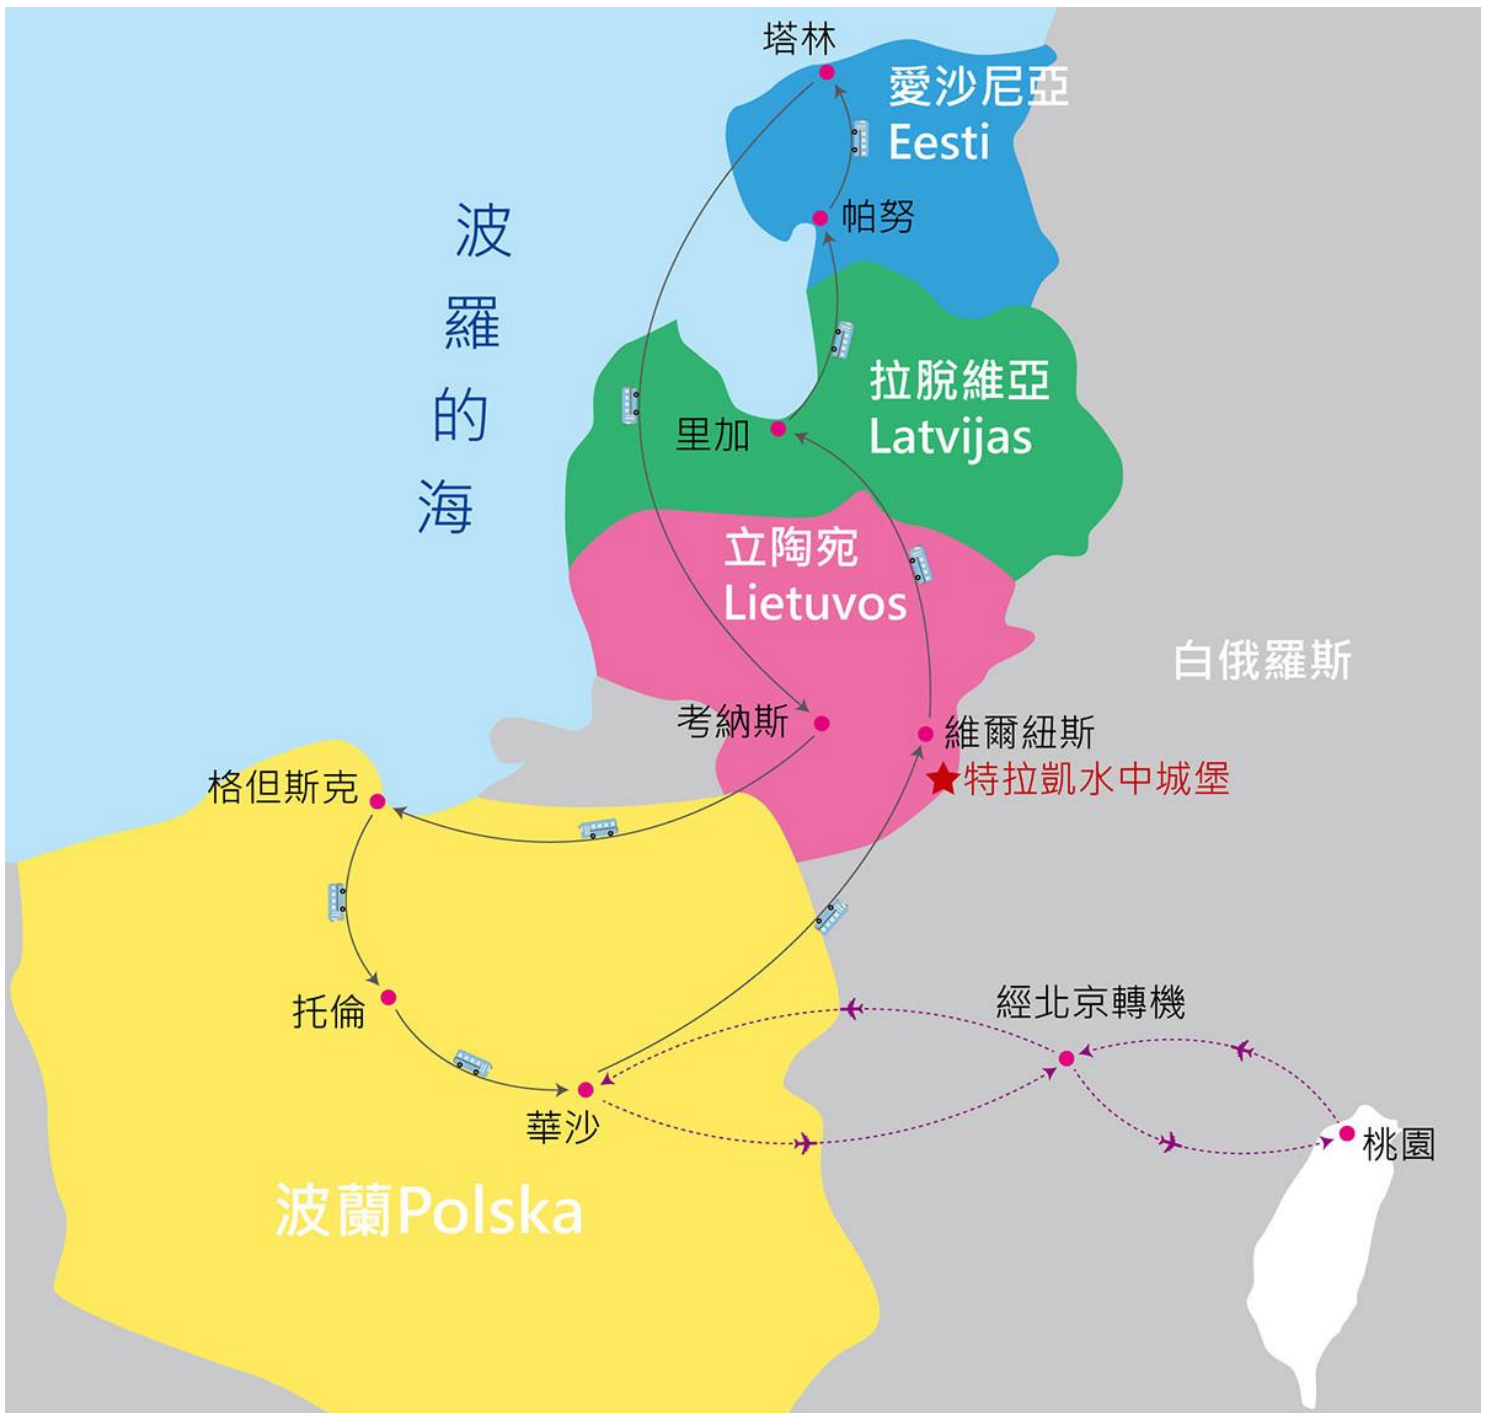 塔林
愛沙尼亞
Eesti
帕努
波
羅
的
海
拉脫維亞
Latvijas
里加
立陶宛
Lietuvos
白俄羅斯
考納斯
維爾紐斯
特拉凱水中城堡
格但斯克
托倫
經北京轉機
華沙
桃園
波蘭Polska